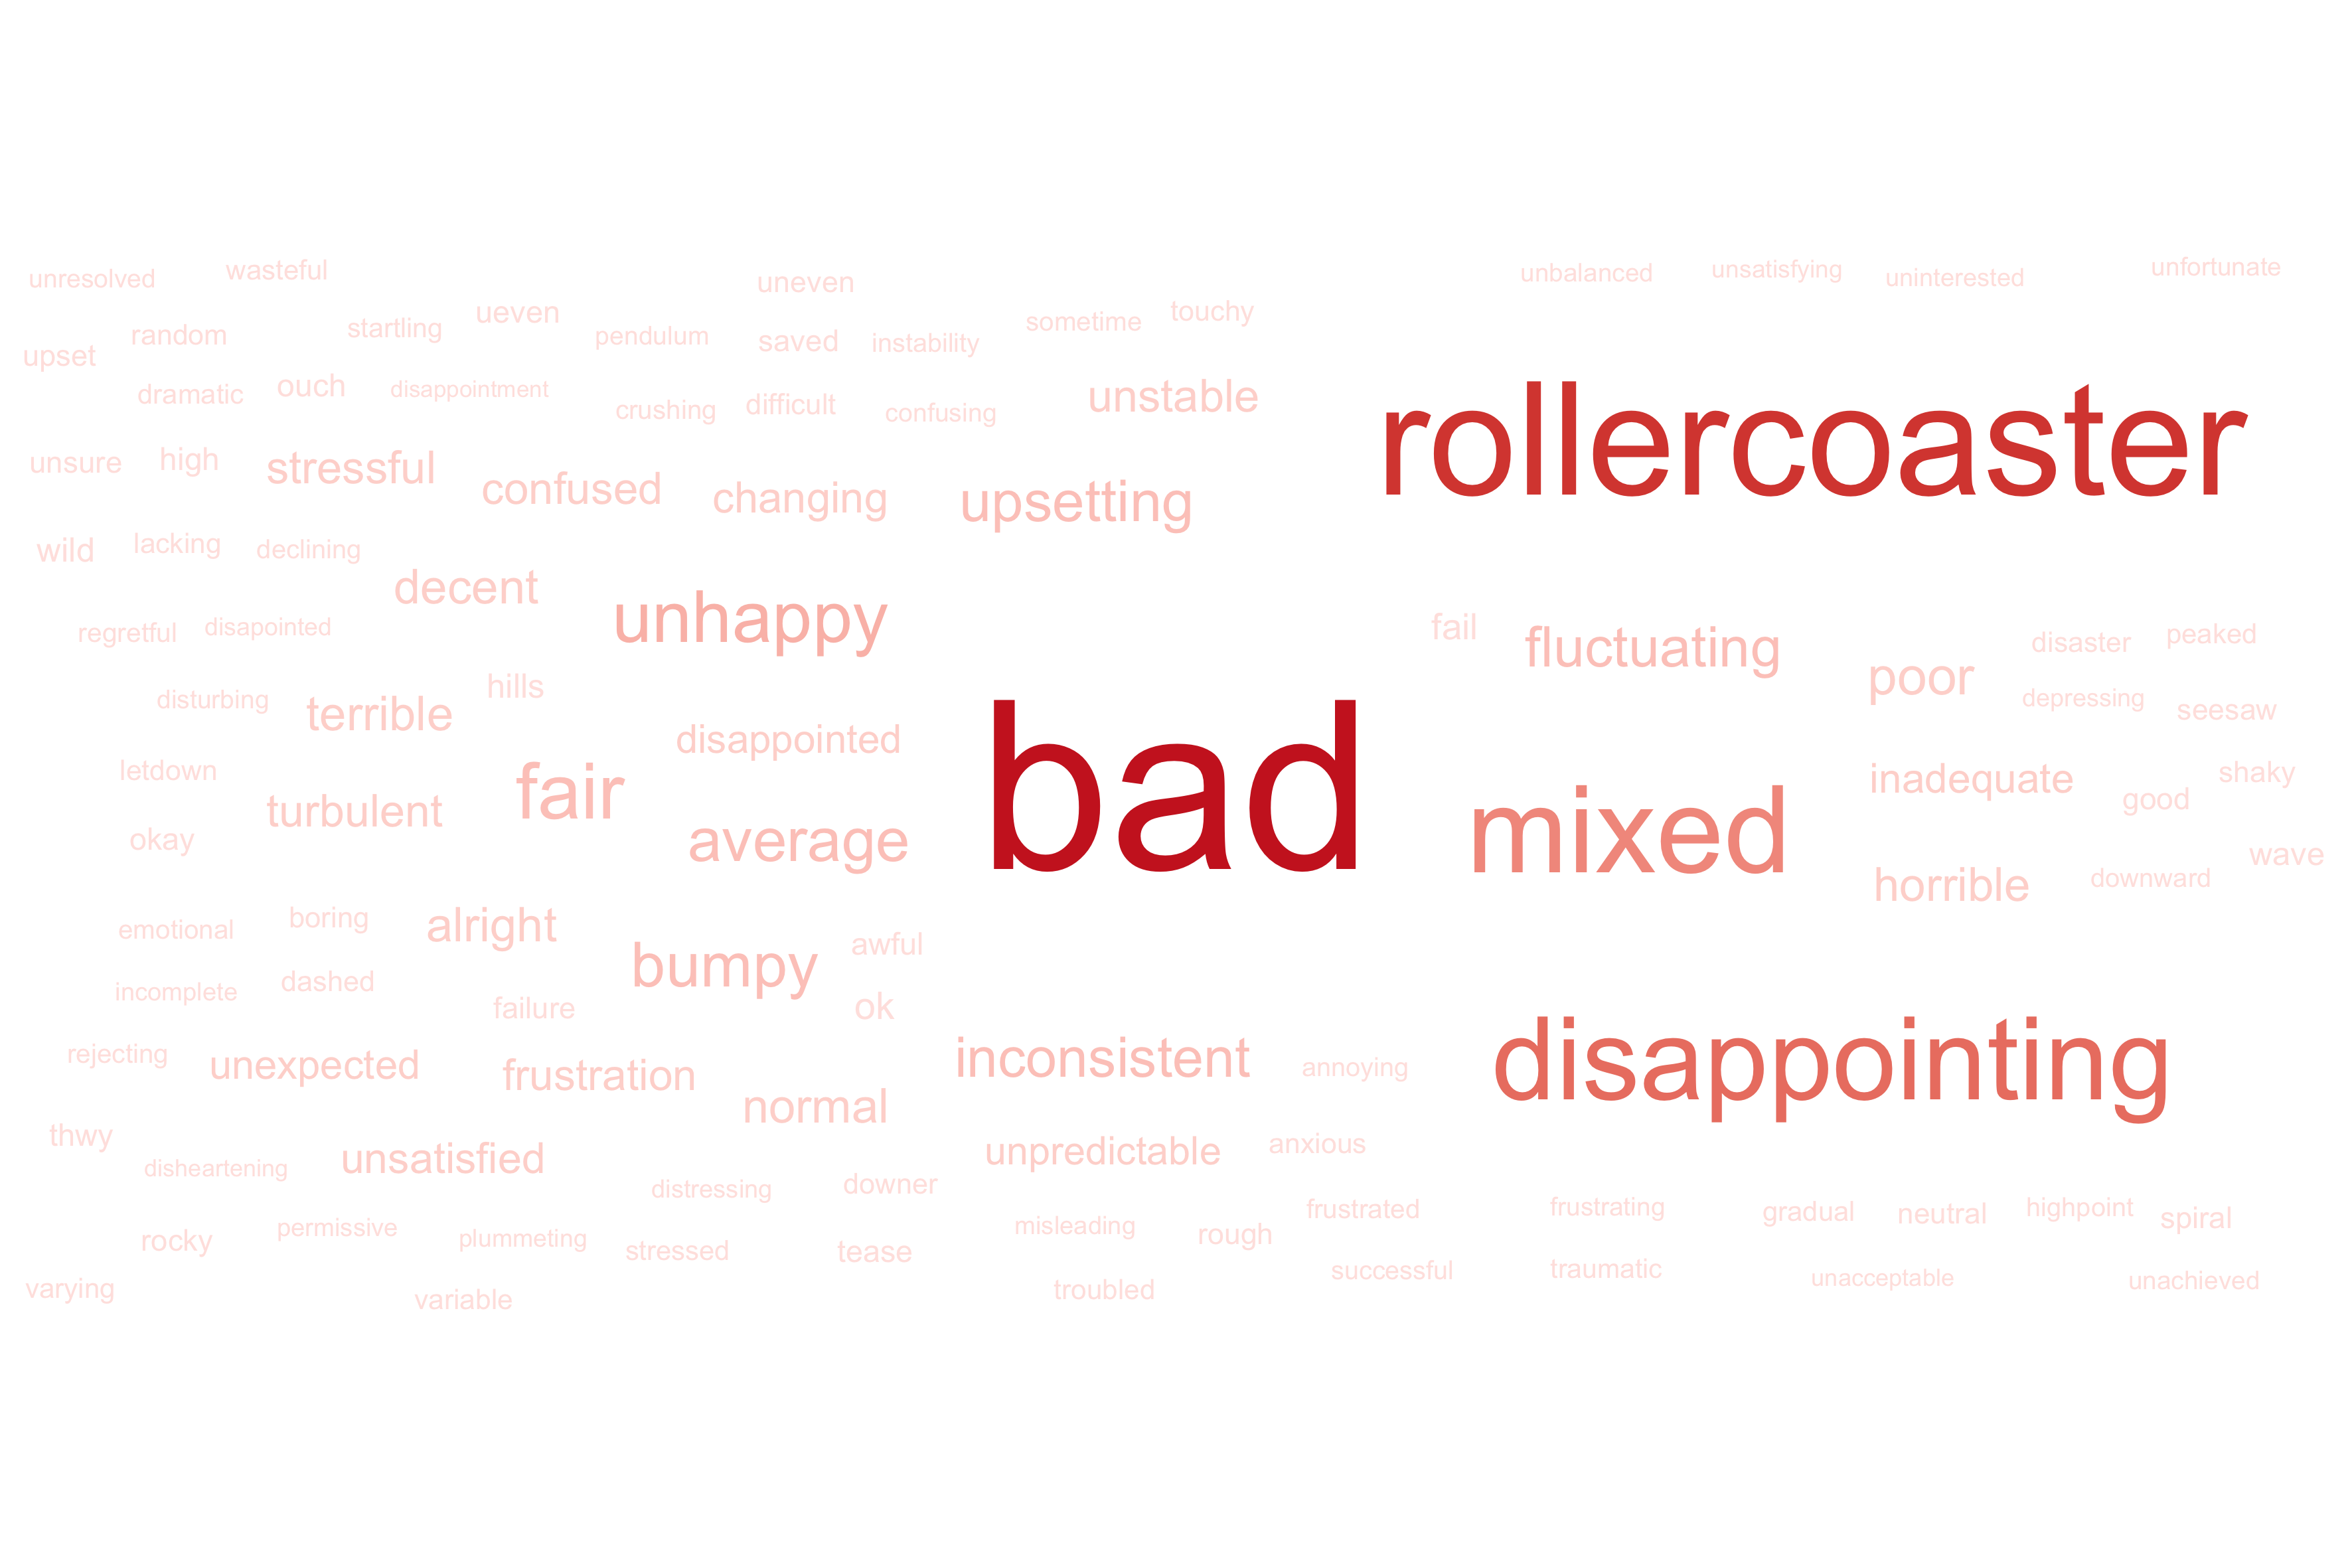 unresolved
wasteful
uneven
unbalanced
unsatisfying
uninterested
unfortunate
upset
random
startling
ueven
pendulum
saved
instability
sometime
touchy
dramatic
ouch
disappointment
crushing
difficult
confusing
unstable
rollercoaster
unsure
high
stressful
confused
changing
upsetting
wild
lacking
declining
decent
unhappy
regretful
disapointed
fail
fluctuating
poor
disaster
peaked
disturbing
terrible
hills
disappointed
depressing
seesaw
letdown
turbulent
fair
average
bad
mixed
inadequate
good
shaky
okay
horrible
downward
wave
emotional
boring
alright
bumpy
awful
incomplete
dashed
failure
ok
rejecting
unexpected
frustration
normal
inconsistent
annoying
disappointing
thwy
disheartening
unsatisfied
unpredictable
anxious
distressing
downer
rocky
permissive
plummeting
stressed
tease
misleading
rough
frustrated
frustrating
gradual
neutral
highpoint
spiral
varying
variable
troubled
successful
traumatic
unacceptable
unachieved